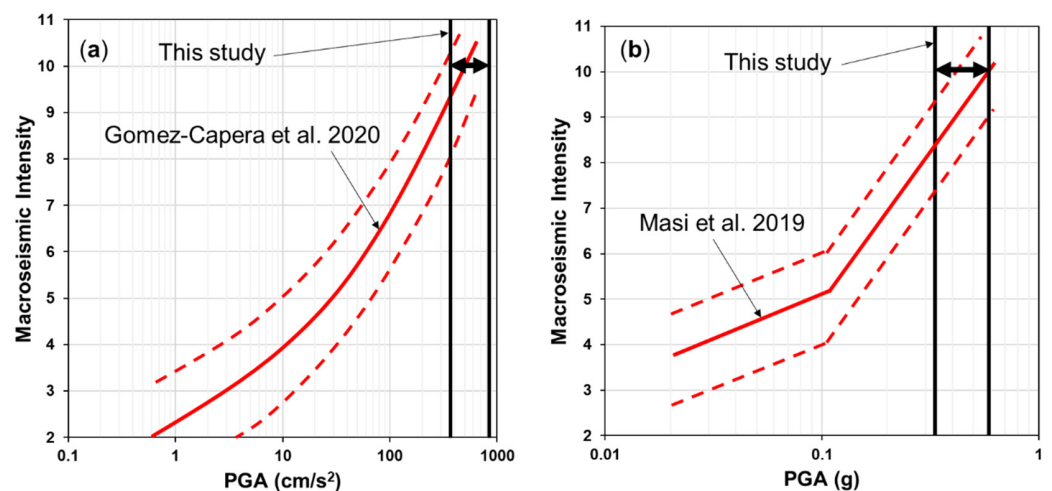 (a)
This study
Gomez-Capera et al. 2020
Macroseismic Intensity
11
10
9
8
7
6
5
4
3
2
0.1 1 10 100 1000
PGA (cm/s²)
(b)
This study
Masi et al. 2019
Macroseismic Intensity
11
10
9
8
7
6
5
4
3
2
0.01 0.1 1
PGA (g)